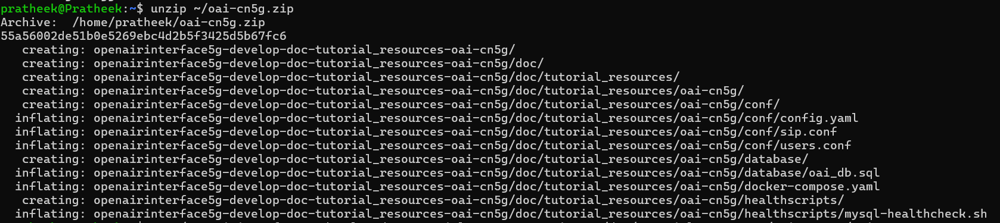 pratheek@Pratheek:~$ unzip ~/oai-cn5g.zip
Archive:  /home/pratheek/oai-cn5g.zip
55a56002de51b0e5269ebc4d2b5f3425d5b67fc6
   creating: openairinterface5g-develop-doc-tutorial_resources-oai-cn5g/
   creating: openairinterface5g-develop-doc-tutorial_resources-oai-cn5g/doc/
   creating: openairinterface5g-develop-doc-tutorial_resources-oai-cn5g/doc/tutorial_resources/
   creating: openairinterface5g-develop-doc-tutorial_resources-oai-cn5g/doc/tutorial_resources/oai-cn5g/
   creating: openairinterface5g-develop-doc-tutorial_resources-oai-cn5g/doc/tutorial_resources/oai-cn5g/conf/
  inflating: openairinterface5g-develop-doc-tutorial_resources-oai-cn5g/doc/tutorial_resources/oai-cn5g/conf/config.yaml
  inflating: openairinterface5g-develop-doc-tutorial_resources-oai-cn5g/doc/tutorial_resources/oai-cn5g/conf/sip.conf
  inflating: openairinterface5g-develop-doc-tutorial_resources-oai-cn5g/doc/tutorial_resources/oai-cn5g/conf/users.conf
   creating: openairinterface5g-develop-doc-tutorial_resources-oai-cn5g/doc/tutorial_resources/oai-cn5g/database/
  inflating: openairinterface5g-develop-doc-tutorial_resources-oai-cn5g/doc/tutorial_resources/oai-cn5g/database/oai_db.sql
  inflating: openairinterface5g-develop-doc-tutorial_resources-oai-cn5g/doc/tutorial_resources/oai-cn5g/docker-compose.yaml
   creating: openairinterface5g-develop-doc-tutorial_resources-oai-cn5g/doc/tutorial_resources/oai-cn5g/healthscripts/
  inflating: openairinterface5g-develop-doc-tutorial_resources-oai-cn5g/doc/tutorial_resources/oai-cn5g/healthscripts/mysql-healthcheck.sh